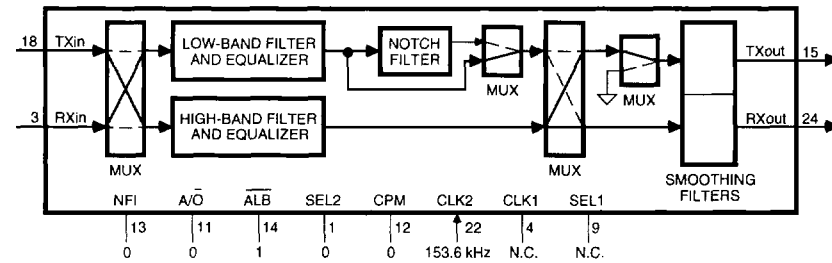 18 TXin
LOW-BAND FILTER
AND EQUALIZER
NOTCH
FILTER
MUX
MUX
TXout 15
3 RXin
HIGH-BAND FILTER
AND EQUALIZER
RXout 24
MUX
MUX
SMOOTHING
FILTERS
NFI A/O̅ A̅L̅B̅ SEL2 CPM CLK2 CLK1 SEL1
13 11 14 1 12 22 4 9
0 0 1 0 0 153.6 kHz N.C. N.C.